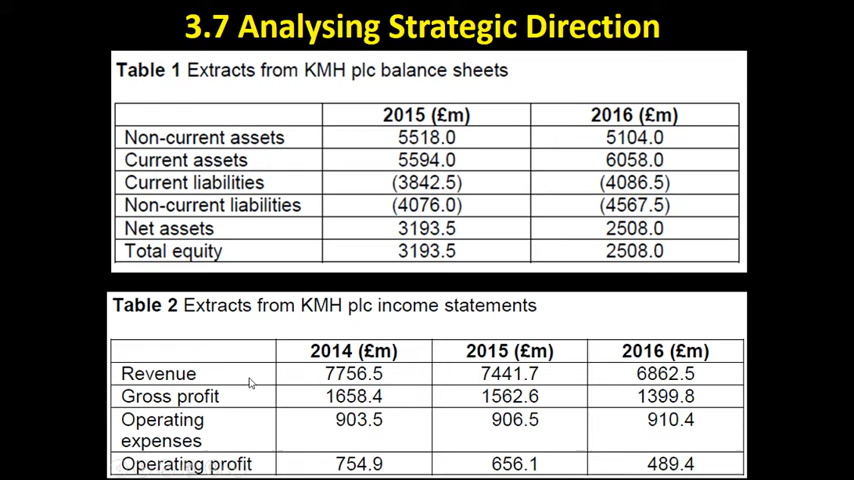 3.7 Analysing Strategic Direction
Table 1 Extracts from KMH plc balance sheets
2015 (£m) 2016 (£m)
Non-current assets 5518.0 5104.0
Current assets 5594.0 6058.0
Current liabilities (3842.5) (4086.5)
Non-current liabilities (4076.0) (4567.5)
Net assets 3193.5 2508.0
Total equity 3193.5 2508.0
Table 2 Extracts from KMH plc income statements
2014 (£m) 2015 (£m) 2016 (£m)
Revenue 7756.5 7441.7 6862.5
Gross profit 1658.4 1562.6 1399.8
Operating 903.5 906.5 910.4
expenses
Operating profit 754.9 656.1 489.4